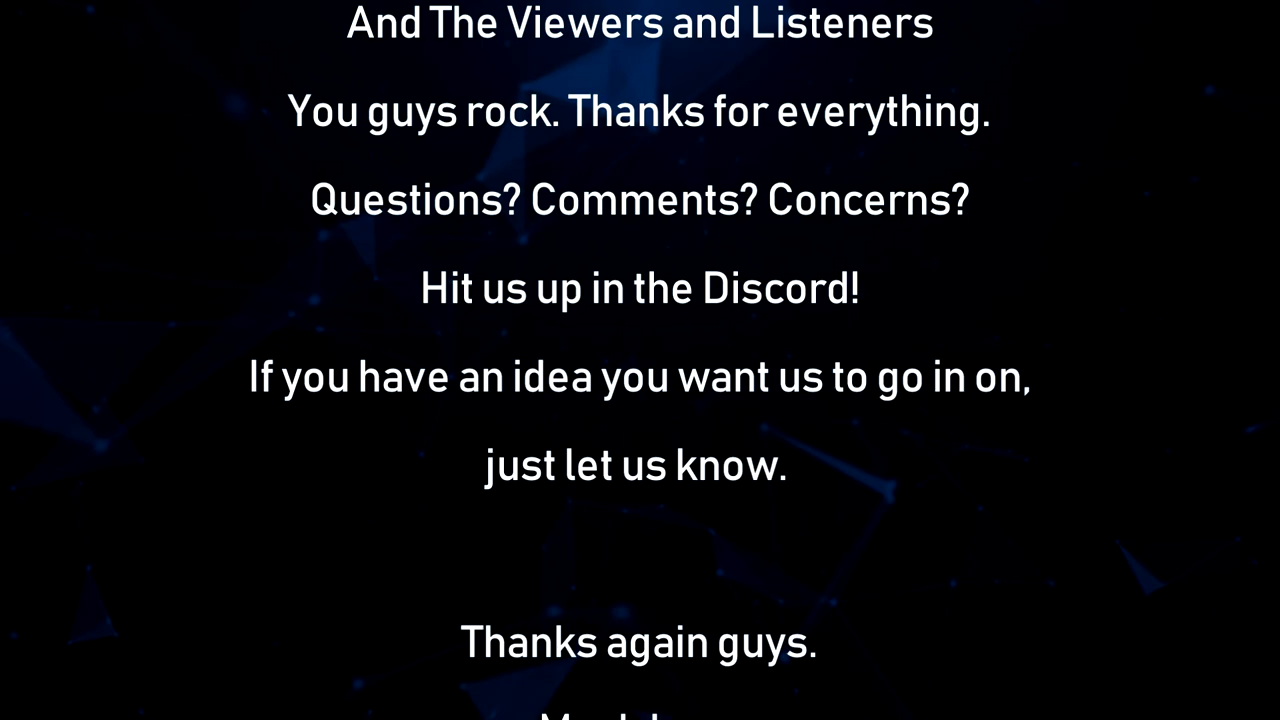 And The Viewers and Listeners
You guys rock. Thanks for everything.
Questions? Comments? Concerns?
Hit us up in the Discord!
If you have an idea you want us to go in on,
just let us know.
Thanks again guys.